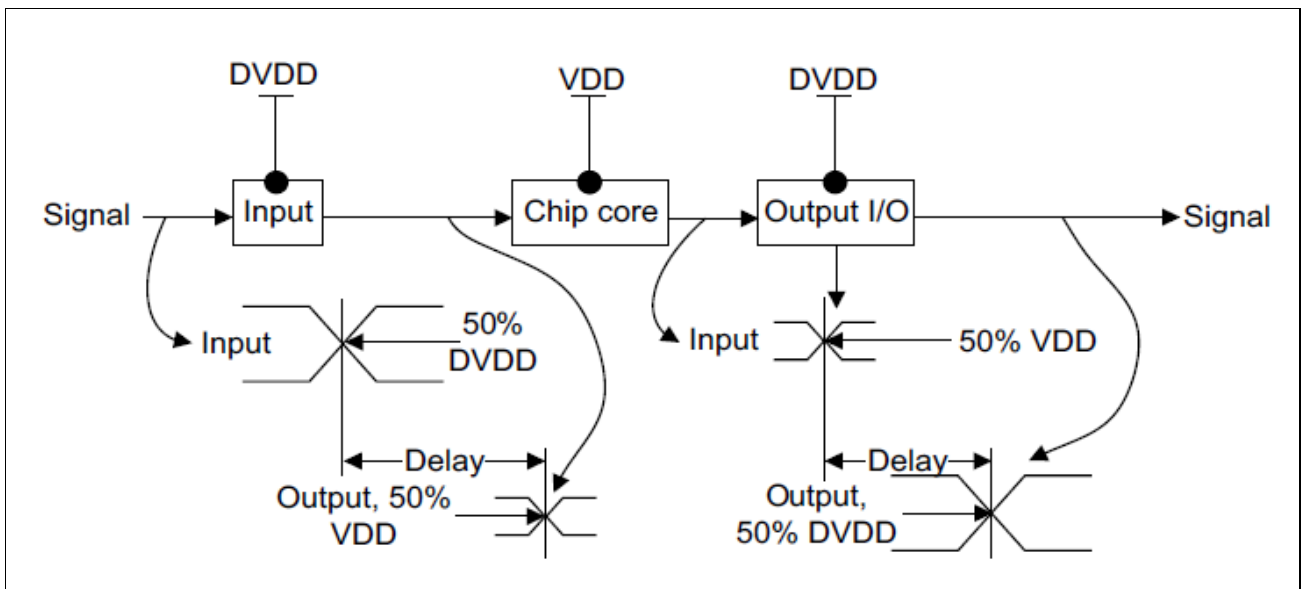 DVDD
VDD
DVDD
Signal
Input
Chip core
Output I/O
Signal
Input
50%
DVDD
Input
50% VDD
Delay
Output, 50%
VDD
Delay
Output,
50% DVDD